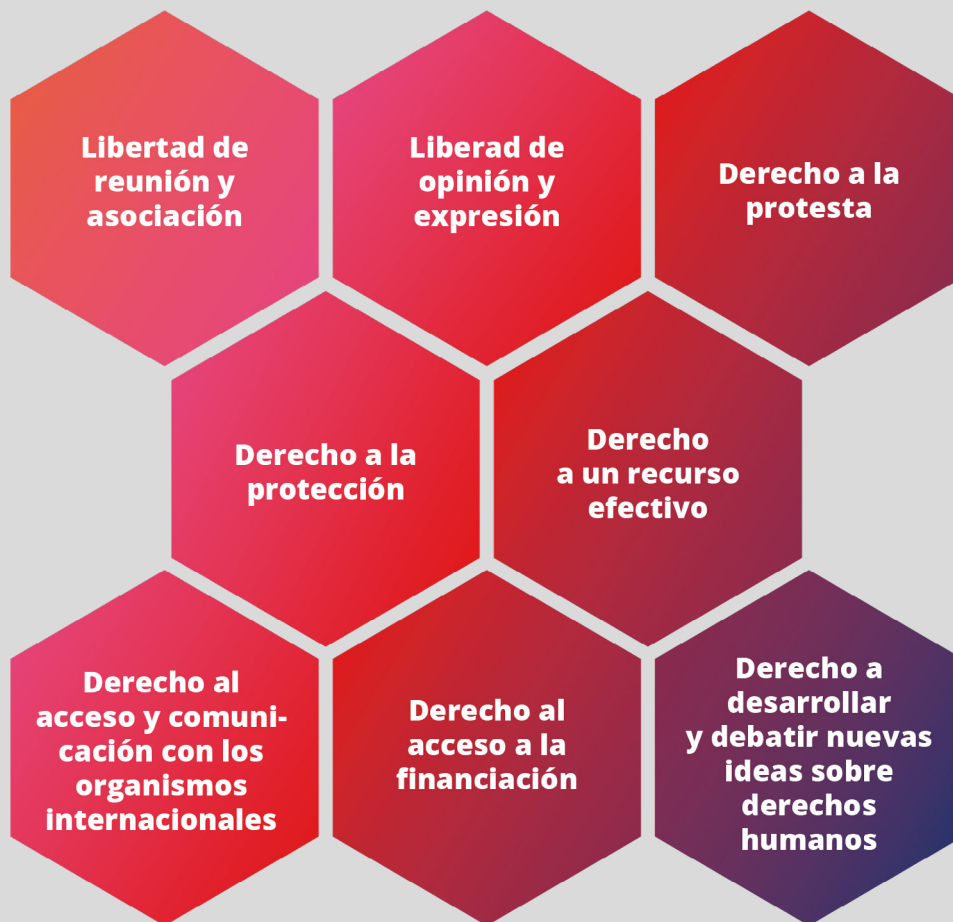 Libertad de
reunión y
asociación
Liberad de
opinión y
expresión
Derecho a la
protesta
Derecho a la
protección
Derecho
a un recurso
efectivo
Derecho al
acceso y comuni-
cación con los
organismos
internacionales
Derecho al
acceso a la
financiación
Derecho a
desarrollar
y debatir nuevas
ideas sobre
derechos
humanos